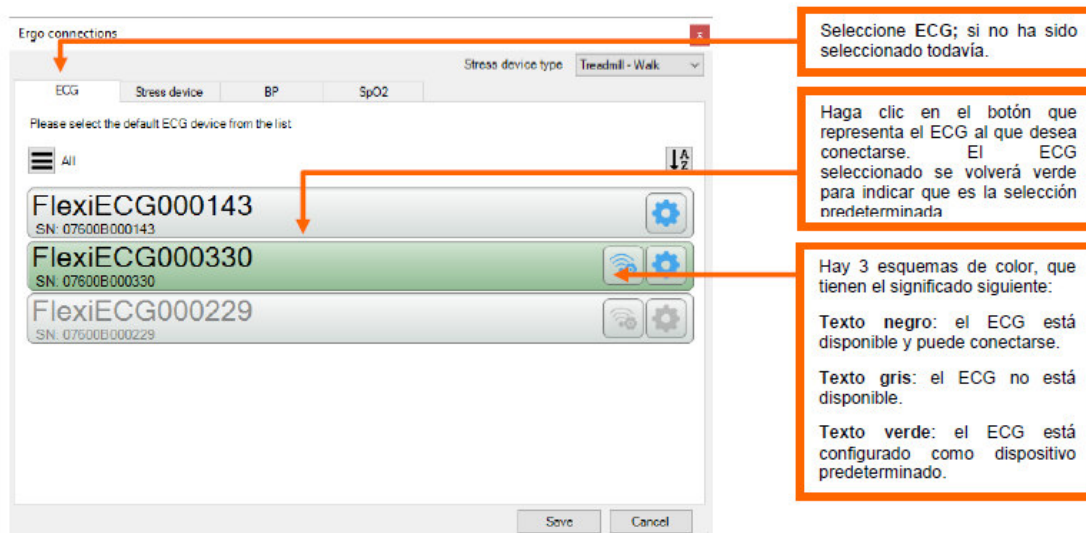 Ergo connections
Stress device type Treadmill - Walk
ECG Stress device BP SpO2
Please select the default ECG device from the list
All
A
Z
FlexiECG000143
SN: 07600B000143
FlexiECG000330
SN: 07600B000330
FlexiECG000229
SN: 07600B000229
Save Cancel
Seleccione ECG; si no ha sido
seleccionado todavía.
Haga clic en el botón que
representa el ECG al que desea
conectarse. El ECG
seleccionado se volverá verde
para indicar que es la selección
predeterminada
Hay 3 esquemas de color, que
tienen el significado siguiente:
Texto negro: el ECG está
disponible y puede conectarse.
Texto gris: el ECG no está
disponible.
Texto verde: el ECG está
configurado como dispositivo
predeterminado.